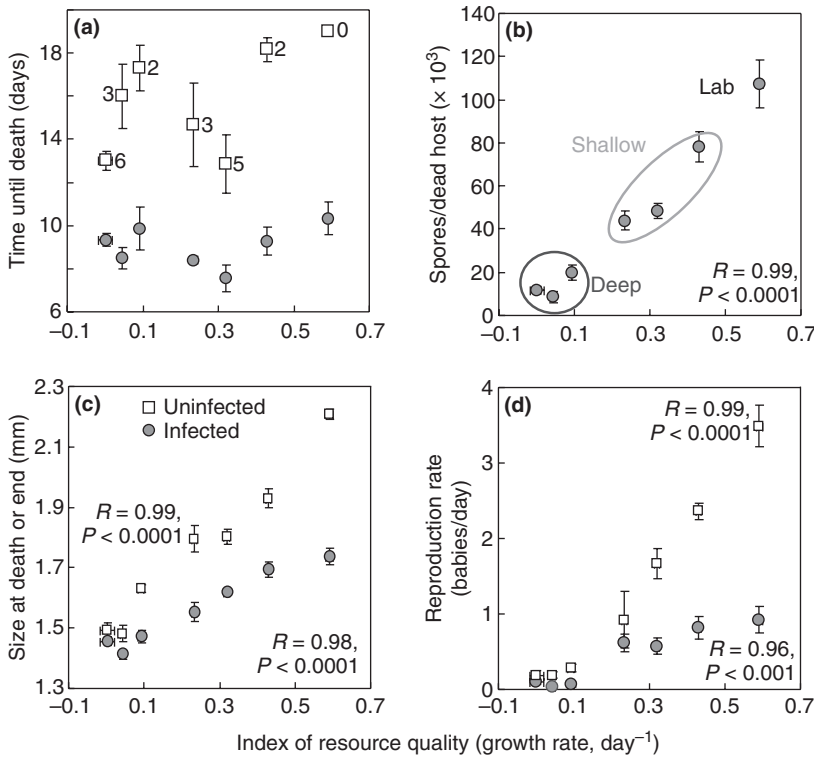 (a)
Time until death (days)
22
18
14
10
6
–0.1
0.1
0.3
0.5
0.7
6
3
2
3
5
2
0
(b)
Spores/dead host (× 10³)
140
120
100
80
60
40
20
0
–0.1
0.1
0.3
0.5
0.7
Lab
Shallow
Deep
R = 0.99,
P < 0.0001
(c)
Size at death or end (mm)
2.3
2.1
1.9
1.7
1.5
1.3
–0.1
0.1
0.3
0.5
0.7
Uninfected
Infected
R = 0.99,
P < 0.0001
R = 0.98,
P < 0.0001
(d)
Reproduction rate
(babies/day)
4
3
2
1
0
–0.1
0.1
0.3
0.5
0.7
R = 0.99,
P < 0.0001
R = 0.96,
P < 0.001
Index of resource quality (growth rate, day⁻¹)